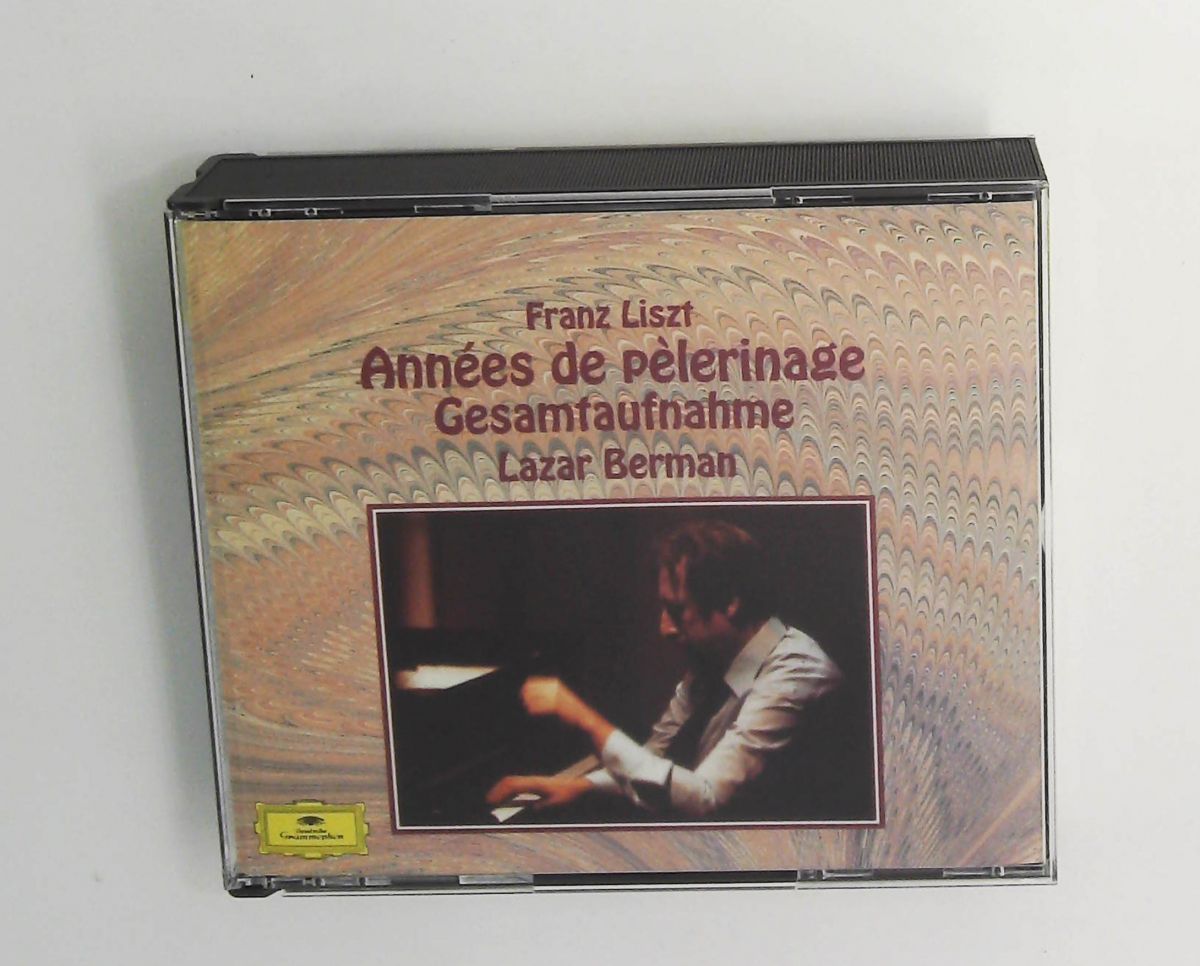 Franz Liszt
Années de pèlerinage
Gesamtaufnahme
Lazar Berman
Deutsche
Grammophon